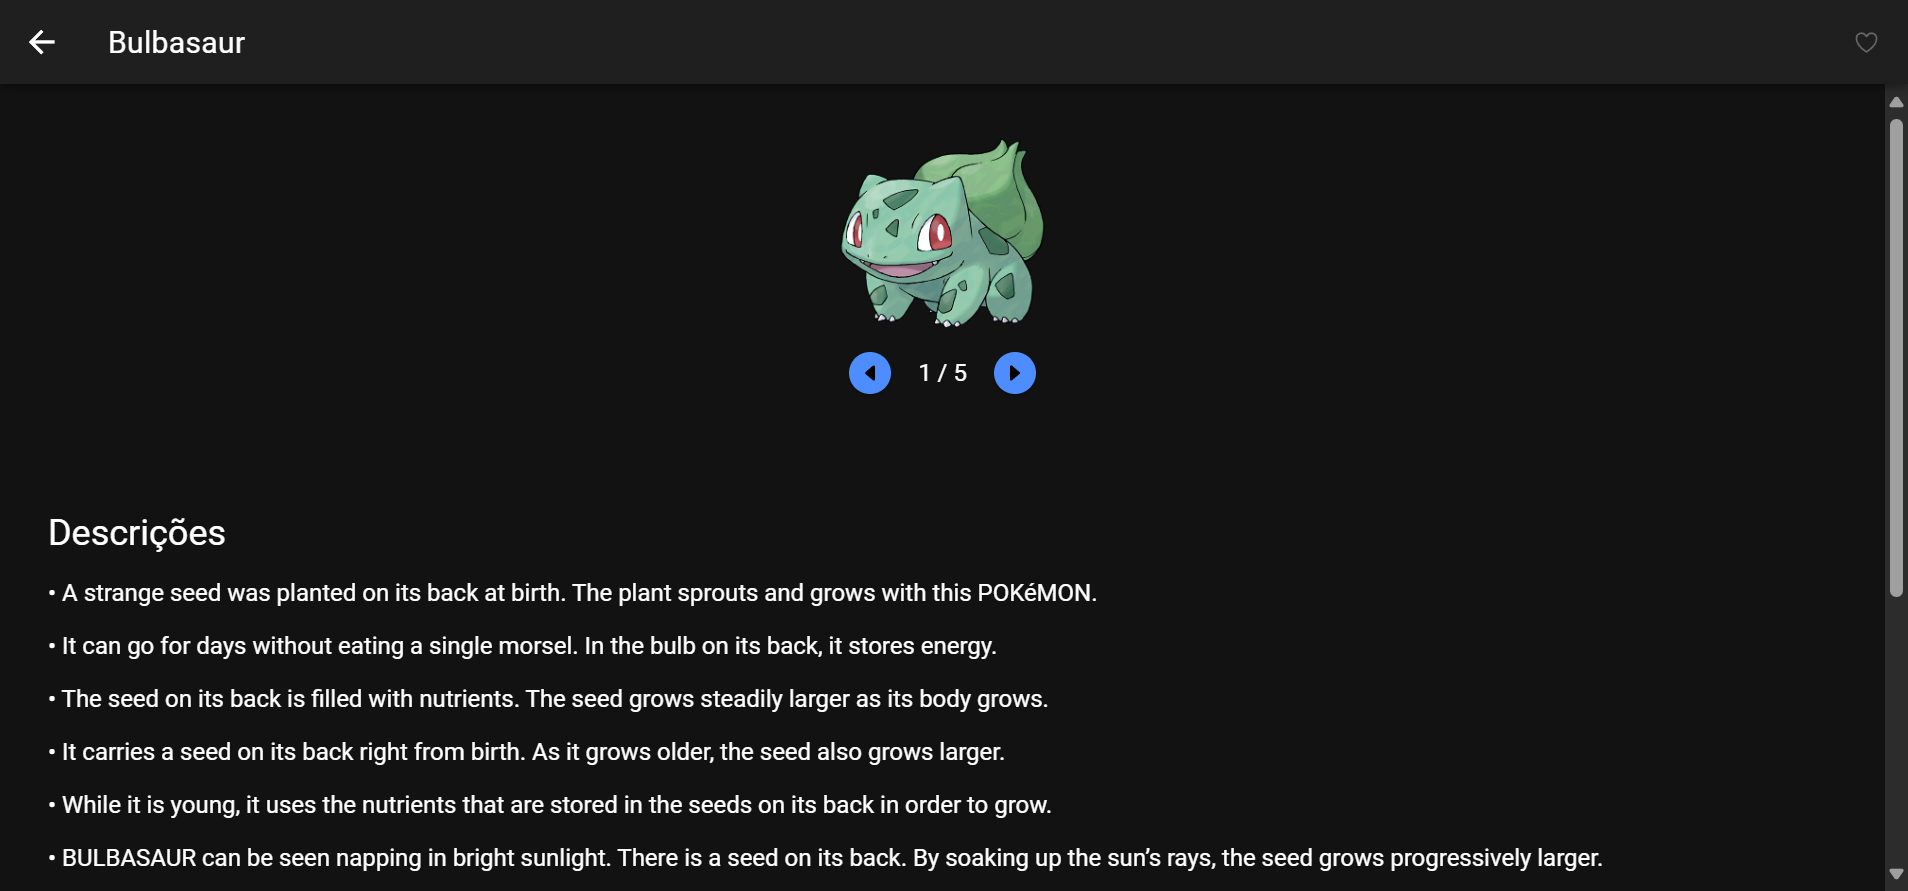 Bulbasaur
1 / 5
Descrições
• A strange seed was planted on its back at birth. The plant sprouts and grows with this POKéMON.
• It can go for days without eating a single morsel. In the bulb on its back, it stores energy.
• The seed on its back is filled with nutrients. The seed grows steadily larger as its body grows.
• It carries a seed on its back right from birth. As it grows older, the seed also grows larger.
• While it is young, it uses the nutrients that are stored in the seeds on its back in order to grow.
• BULBASAUR can be seen napping in bright sunlight. There is a seed on its back. By soaking up the sun’s rays, the seed grows progressively larger.